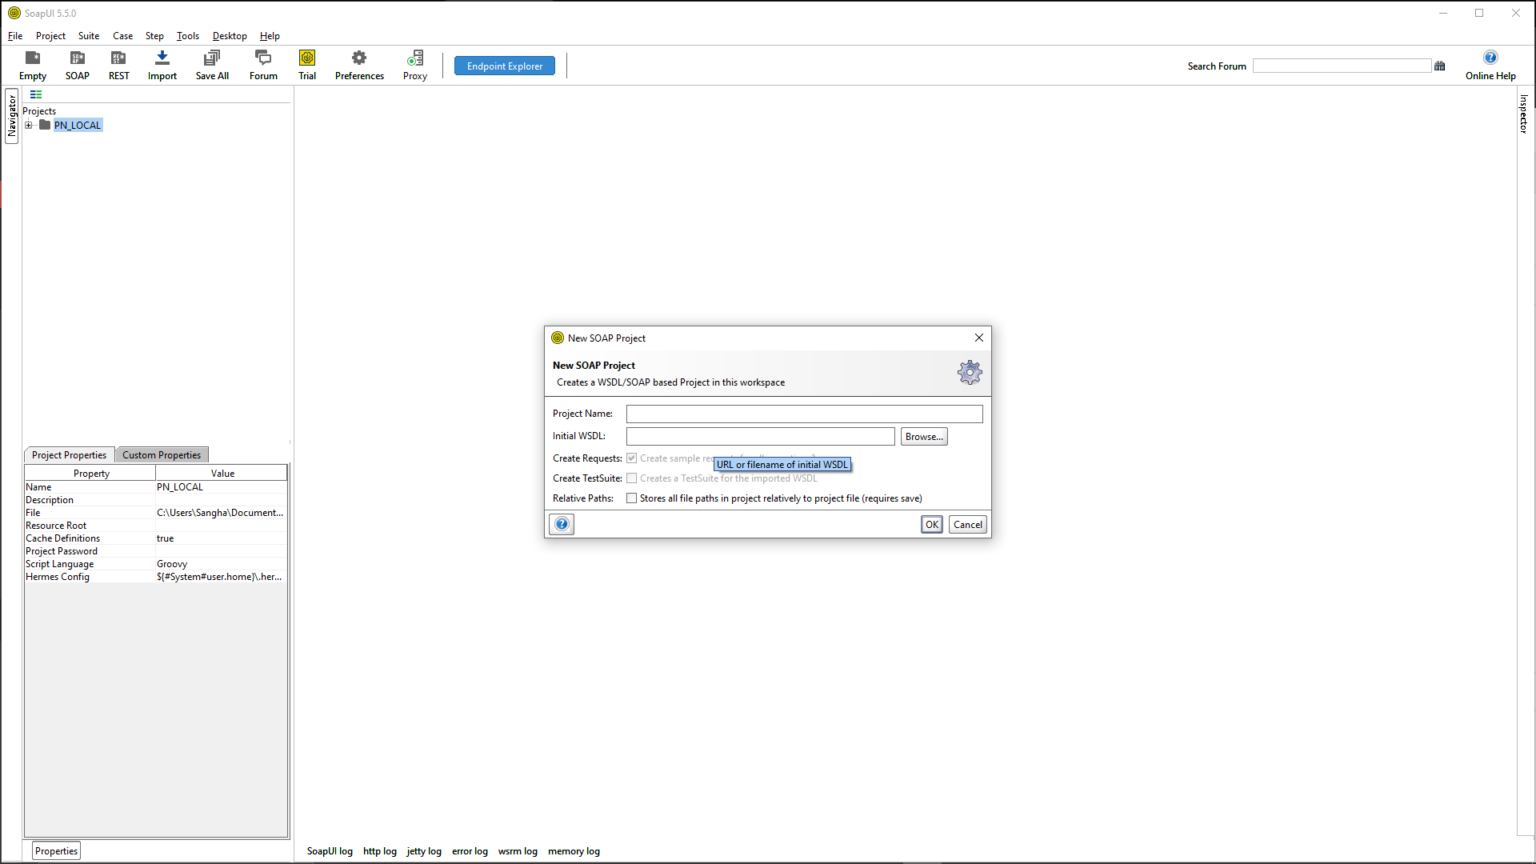 SoapUI 5.5.0
File Project Suite Case Step Tools Desktop Help
Empty SOAP REST Import Save All Forum Trial Preferences Proxy Endpoint Explorer Search Forum Online Help
Navigator
Inspector
Projects
PN_LOCAL
New SOAP Project
New SOAP Project
Creates a WSDL/SOAP based Project in this workspace
Project Name:
Initial WSDL: Browse...
Create Requests: Create sample
URL or filename of initial WSDL
Create TestSuite: Creates a TestSuite for the imported WSDL
Relative Paths: Stores all file paths in project relatively to project file (requires save)
OK Cancel
Project Properties Custom Properties
Property Value
Name PN_LOCAL
Description
File C:\Users\Sangha\Document...
Resource Root
Cache Definitions true
Project Password
Script Language Groovy
Hermes Config ${#System#user.home}\.her...
Properties
SoapUI log http log jetty log error log wsrm log memory log